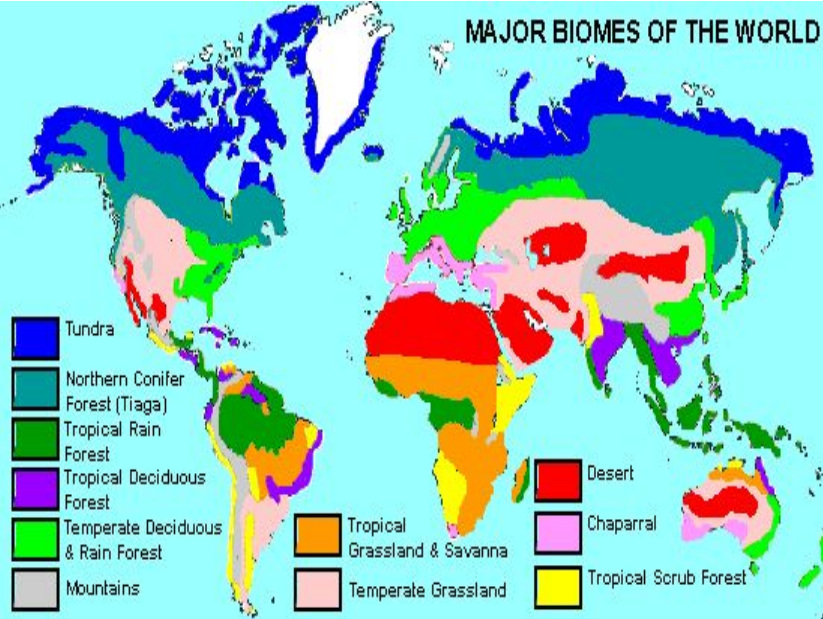 MAJOR BIOMES OF THE WORLD
Tundra
Northern Conifer
Forest (Tiaga)
Tropical Rain
Forest
Tropical Deciduous
Forest
Temperate Deciduous
& Rain Forest
Mountains
Tropical
Grassland & Savanna
Temperate Grassland
Desert
Chaparral
Tropical Scrub Forest